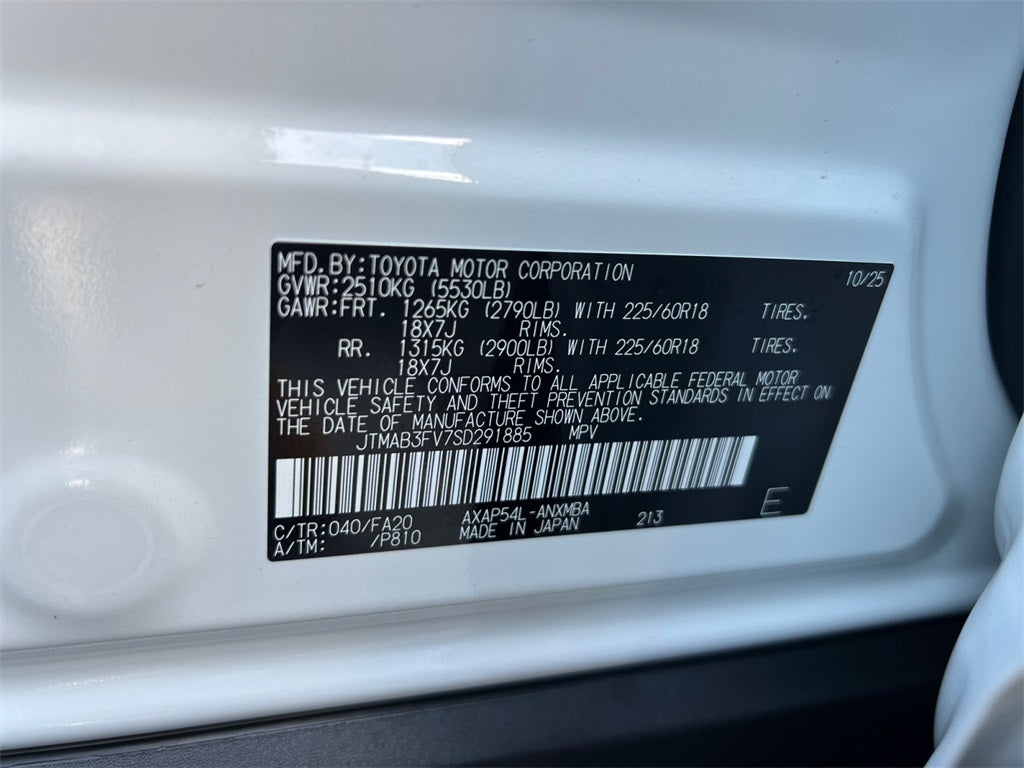 MFD.BY:TOYOTA MOTOR CORPORATION 10/25
GVWR:2510KG (5530LB)
GAWR:FRT. 1265KG (2790LB) WITH 225/60R18 TIRES.
18X7J RIMS.
RR. 1315KG (2900LB) WITH 225/60R18 TIRES.
18X7J RIMS.
THIS VEHICLE CONFORMS TO ALL APPLICABLE FEDERAL MOTOR
VEHICLE SAFETY AND THEFT PREVENTION STANDARDS IN EFFECT ON
THE DATE OF MANUFACTURE SHOWN ABOVE.
JTMAB3FV7SD291885 MPV
E
C/TR:040/FA20 AXAP54L-ANXMBA 213
A/TM: /P810 MADE IN JAPAN